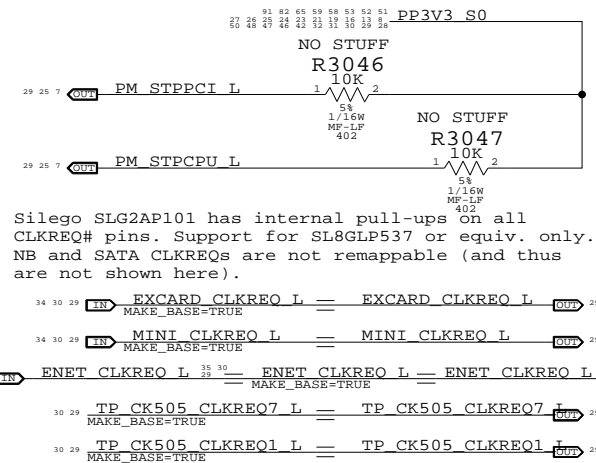 91 82 65 59 58 53 52 51
27 26 25 24 23 21 19 16 13 8 PP3V3_S0
50 48 47 46 42 32 31 30 29 28
NO STUFF
R3046
10K
29 25 7 OUT PM_STPPCI_L 1 2
5%
1/16W
MF-LF
402
NO STUFF
R3047
10K
29 25 7 OUT PM_STPCPU_L 1 2
5%
1/16W
MF-LF
402
Silego SLG2AP101 has internal pull-ups on all
CLKREQ# pins. Support for SL8GLP537 or equiv. only.
NB and SATA CLKREQs are not remappable (and thus
are not shown here).
34 30 29 IN EXCARD_CLKREQ_L EXCARD_CLKREQ_L OUT 29
MAKE_BASE=TRUE
34 30 29 IN MINI_CLKREQ_L MINI_CLKREQ_L OUT 29
MAKE_BASE=TRUE
IN ENET_CLKREQ_L 35 30 29 ENET_CLKREQ_L ENET_CLKREQ_L
MAKE_BASE=TRUE
30 29 TP_CK505_CLKREQ7_L TP_CK505_CLKREQ7_L OUT 29
MAKE_BASE=TRUE
30 29 TP_CK505_CLKREQ1_L TP_CK505_CLKREQ1_L OUT 29
MAKE_BASE=TRUE